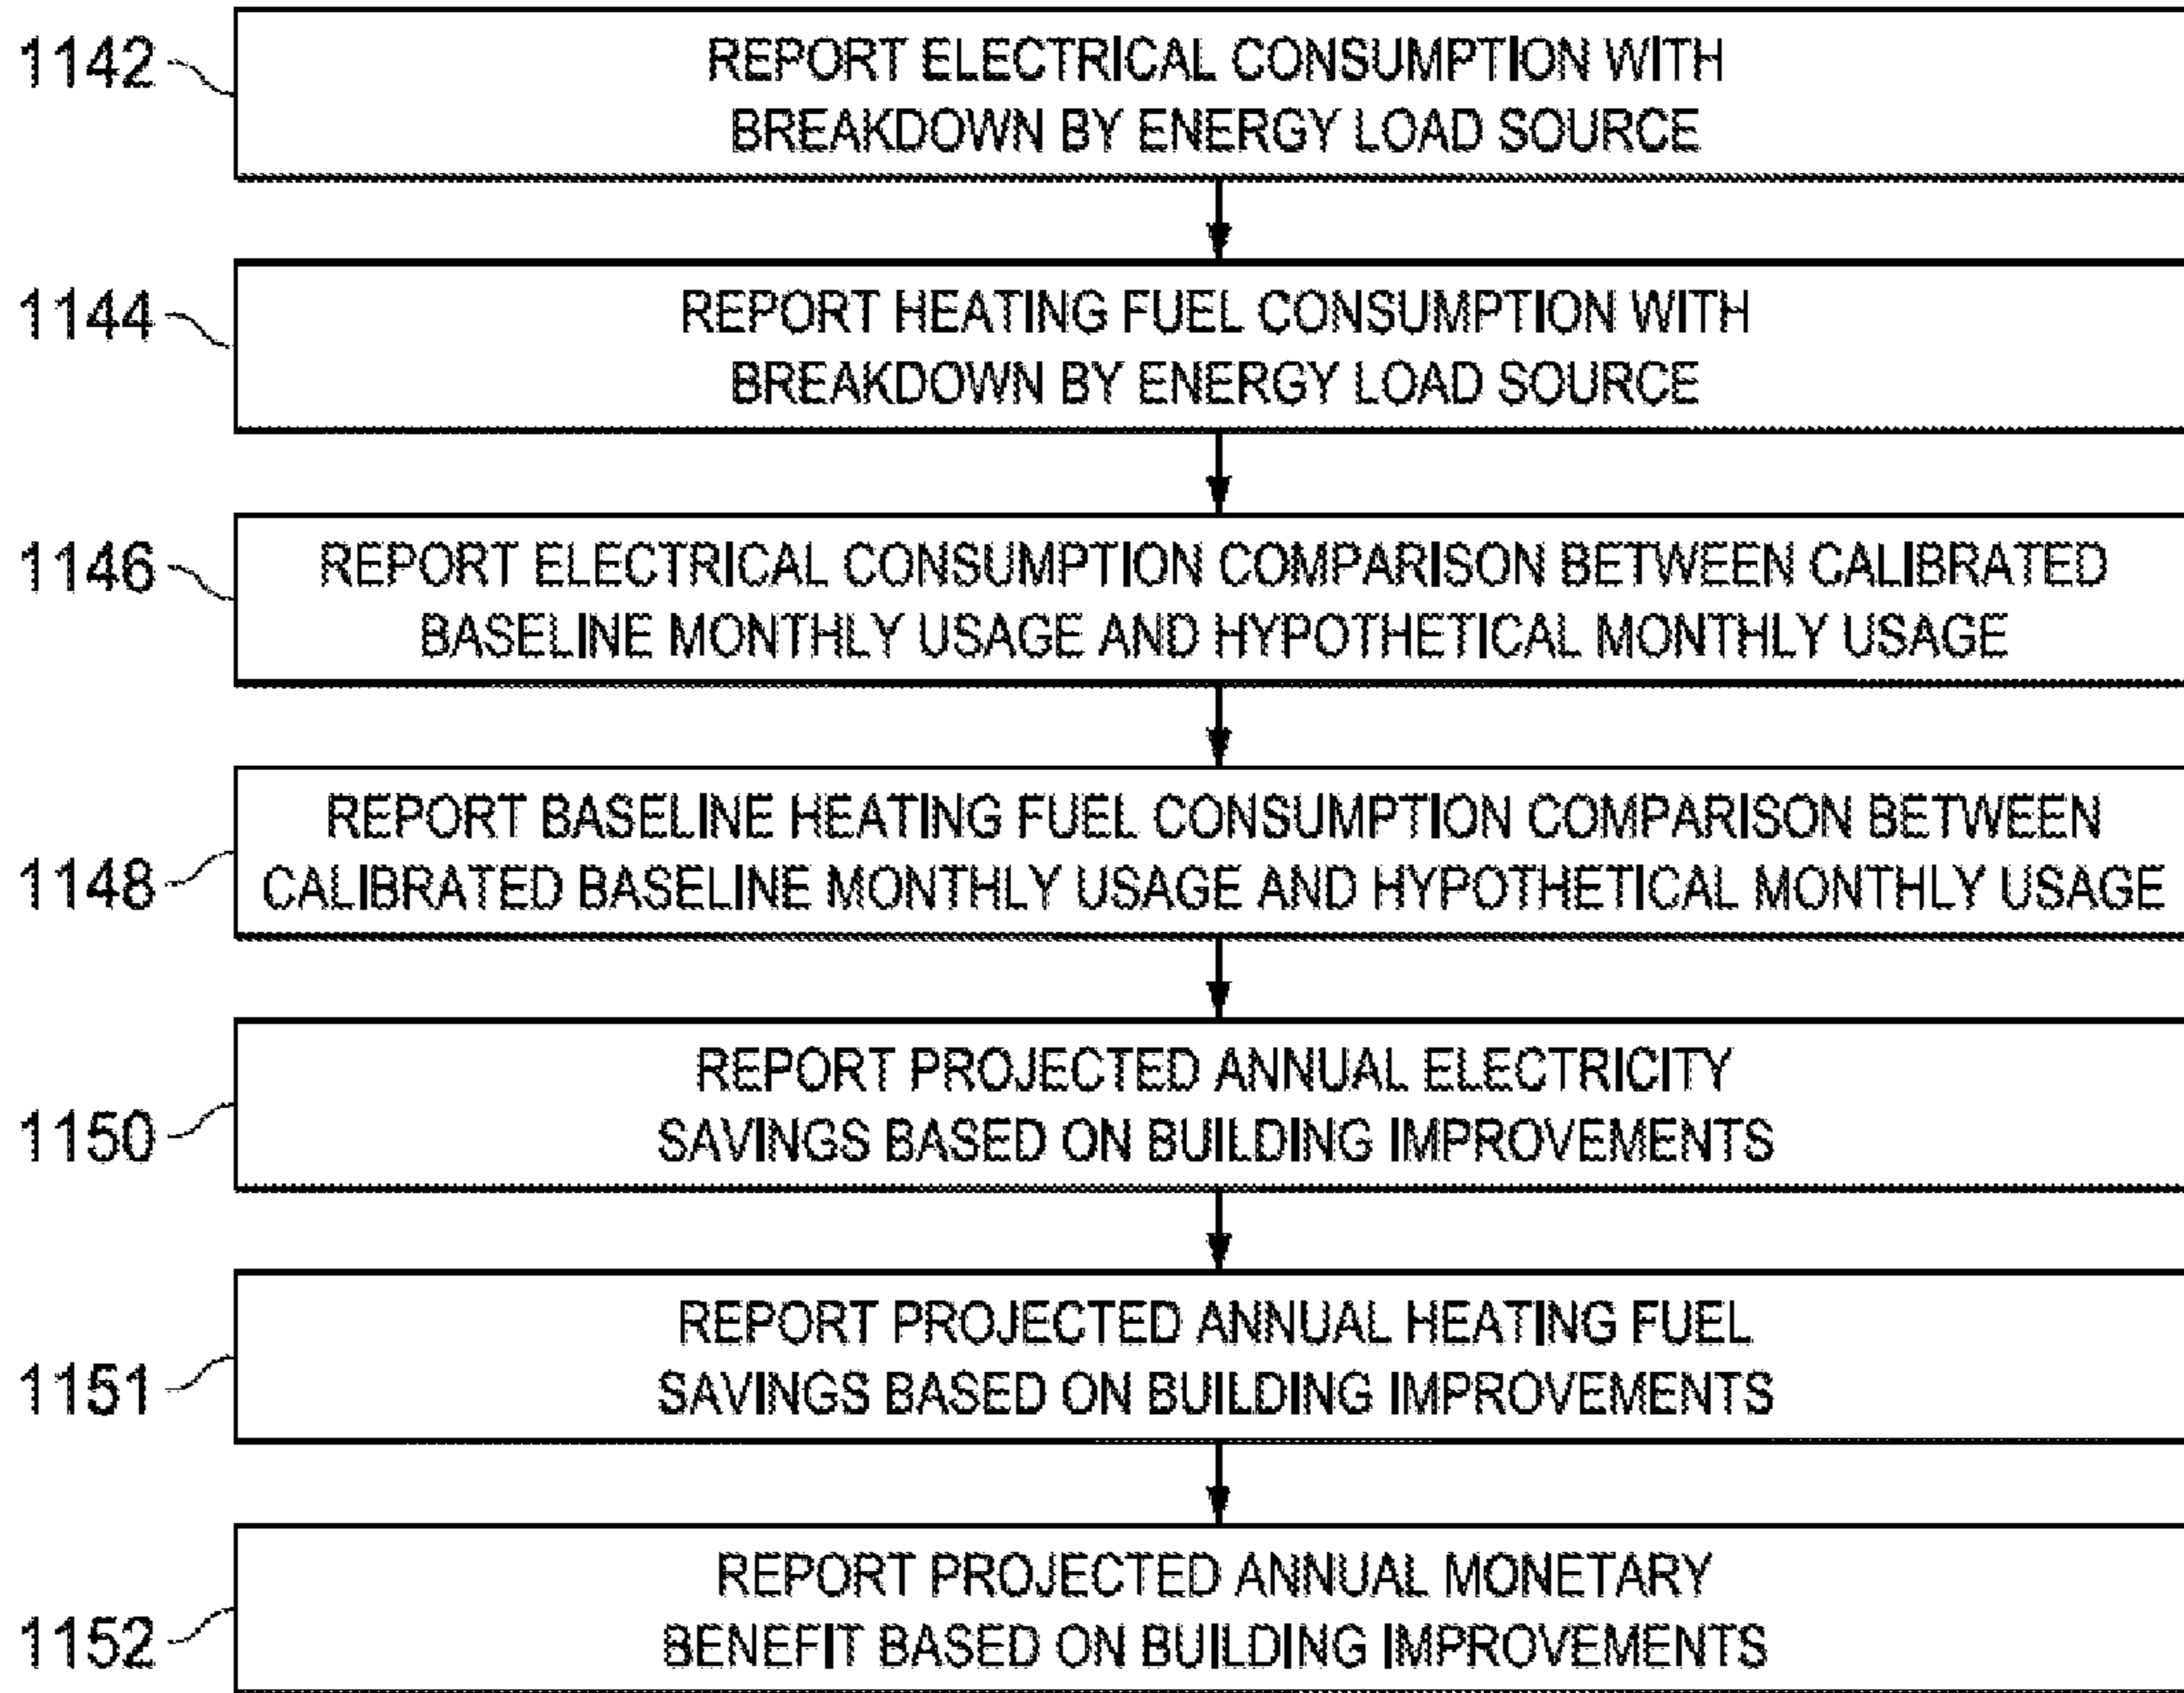 1142
REPORT ELECTRICAL CONSUMPTION WITH
BREAKDOWN BY ENERGY LOAD SOURCE
1144
REPORT HEATING FUEL CONSUMPTION WITH
BREAKDOWN BY ENERGY LOAD SOURCE
1146
REPORT ELECTRICAL CONSUMPTION COMPARISON BETWEEN CALIBRATED
BASELINE MONTHLY USAGE AND HYPOTHETICAL MONTHLY USAGE
1148
REPORT BASELINE HEATING FUEL CONSUMPTION COMPARISON BETWEEN
CALIBRATED BASELINE MONTHLY USAGE AND HYPOTHETICAL MONTHLY USAGE
1150
REPORT PROJECTED ANNUAL ELECTRICITY
SAVINGS BASED ON BUILDING IMPROVEMENTS
1151
REPORT PROJECTED ANNUAL HEATING FUEL
SAVINGS BASED ON BUILDING IMPROVEMENTS
1152
REPORT PROJECTED ANNUAL MONETARY
BENEFIT BASED ON BUILDING IMPROVEMENTS